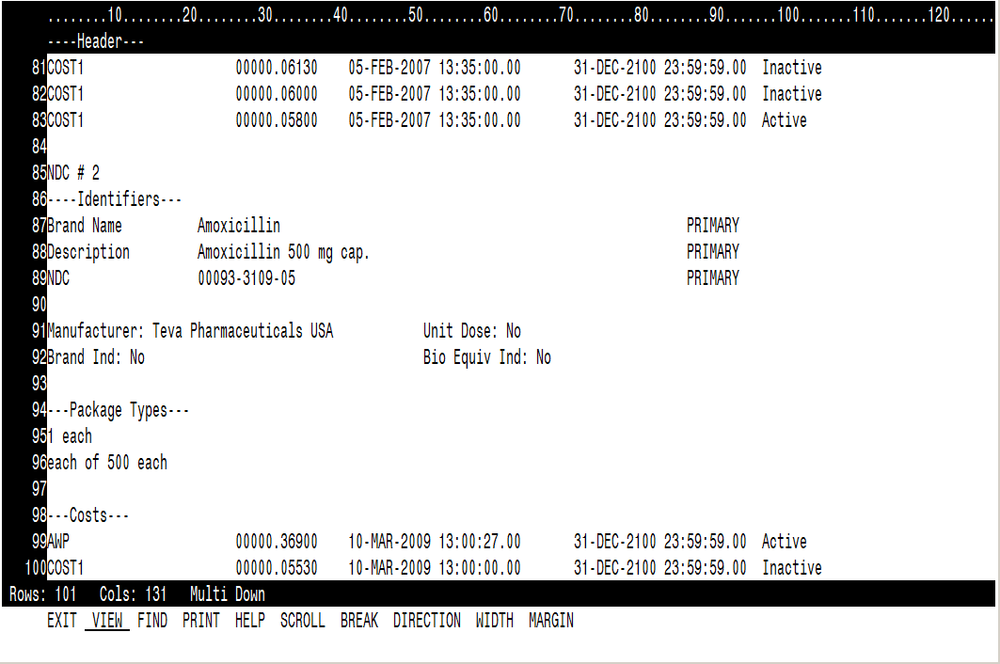 ........10........20........30........40........50........60........70........80........90.......100.......110.......120......
----Header---
81COST1 00000.06130 05-FEB-2007 13:35:00.00 31-DEC-2100 23:59:59.00 Inactive
82COST1 00000.06000 05-FEB-2007 13:35:00.00 31-DEC-2100 23:59:59.00 Inactive
83COST1 00000.05800 05-FEB-2007 13:35:00.00 31-DEC-2100 23:59:59.00 Active
84
85NDC # 2
86----Identifiers---
87Brand Name Amoxicillin PRIMARY
88Description Amoxicillin 500 mg cap. PRIMARY
89NDC 00093-3109-05 PRIMARY
90
91Manufacturer: Teva Pharmaceuticals USA Unit Dose: No
92Brand Ind: No Bio Equiv Ind: No
93
94---Package Types---
951 each
96each of 500 each
97
98---Costs---
99AWP 00000.36900 10-MAR-2009 13:00:27.00 31-DEC-2100 23:59:59.00 Active
100COST1 00000.05530 10-MAR-2009 13:00:00.00 31-DEC-2100 23:59:59.00 Inactive
Rows: 101 Cols: 131 Multi Down
EXIT VIEW FIND PRINT HELP SCROLL BREAK DIRECTION WIDTH MARGIN